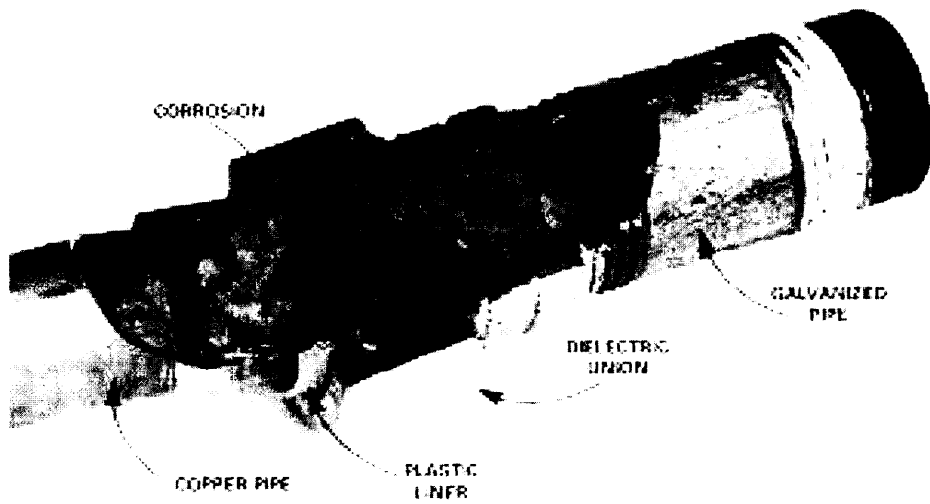 CORROSION
GALVANIZED
PIPE
DIELECTRIC
UNION
COPPER PIPE
PLASTIC
LINER